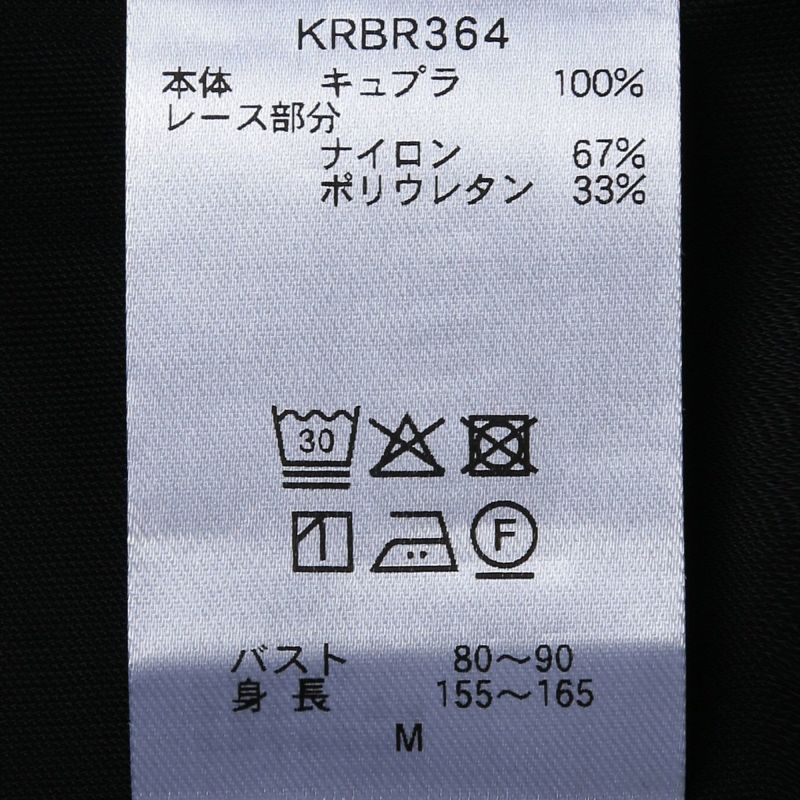 KRBR364
本体 キュプラ 100%
レース部分
ナイロン 67%
ポリウレタン 33%
30
F
バスト 80〜90
身長 155〜165
M